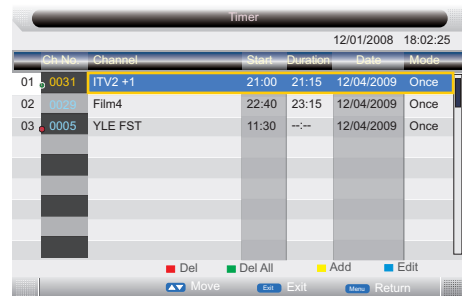 Timer
12/01/2008 18:02:25
Ch No. Channel Start Duration Date Mode
01 0031 ITV2 +1 21:00 21:15 12/04/2009 Once
02 0029 Film4 22:40 23:15 12/04/2009 Once
03 0005 YLE FST 11:30 --:-- 12/04/2009 Once
Del Del All Add Edit
Move Exit Exit Menu Return